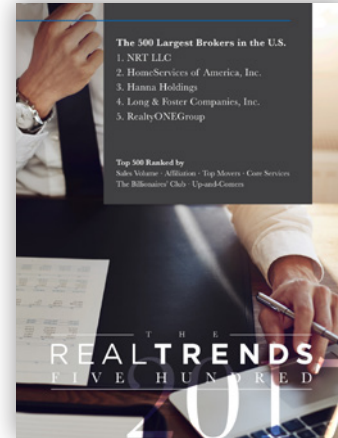 The 500 Largest Brokers in the U.S.
1. NRT LLC
2. HomeServices of America, Inc.
3. Hanna Holdings
4. Long & Foster Companies, Inc.
5. RealtyONEGroup
Top 500 Ranked by
Sales Volume · Affiliation · Top Movers · Core Services
The Billionaires' Club · Up-and-Comers
THE
REALTRENDS
FIVE HUNDRED